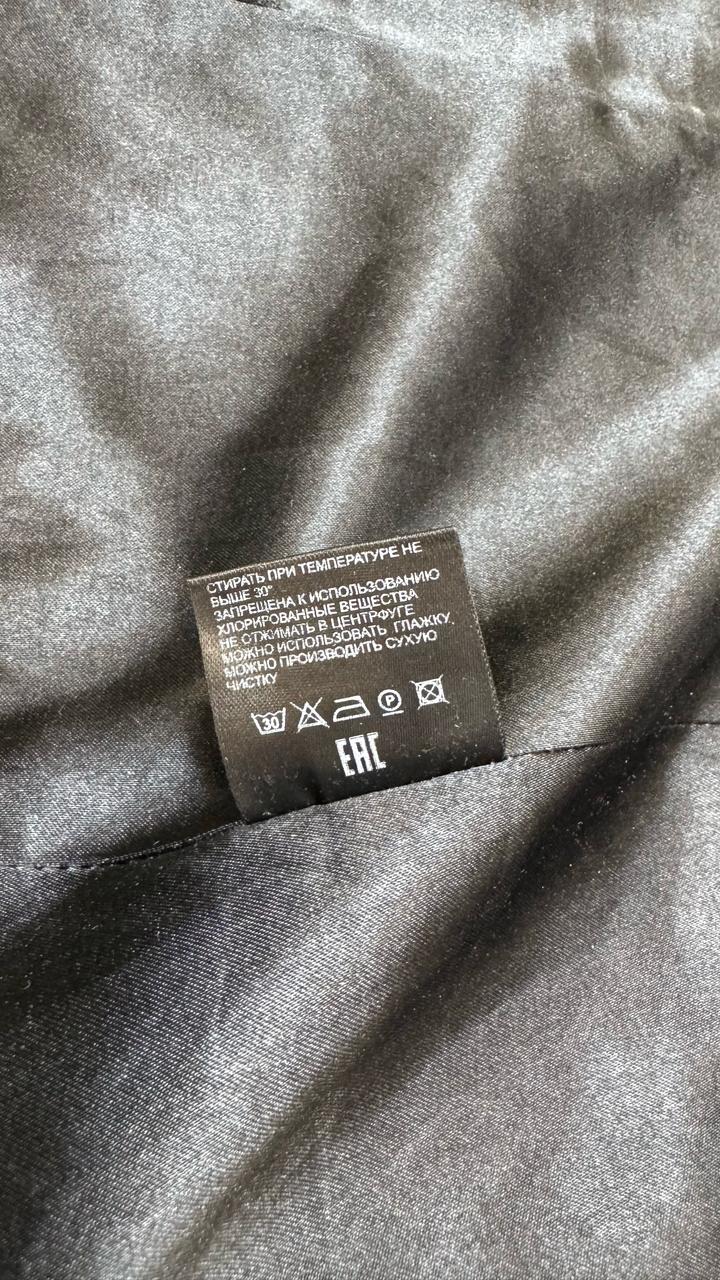 СТИРАТЬ ПРИ ТЕМПЕРАТУРЕ НЕ
ВЫШЕ 30°
ЗАПРЕЩЕНА К ИСПОЛЬЗОВАНИЮ
ХЛОРИРОВАННЫЕ ВЕЩЕСТВА
НЕ ОТЖИМАТЬ В ЦЕНТРФУГЕ
МОЖНО ИСПОЛЬЗОВАТЬ ГЛАЖКУ.
МОЖНО ПРОИЗВОДИТЬ СУХУЮ
ЧИСТКУ
30 P
EAC